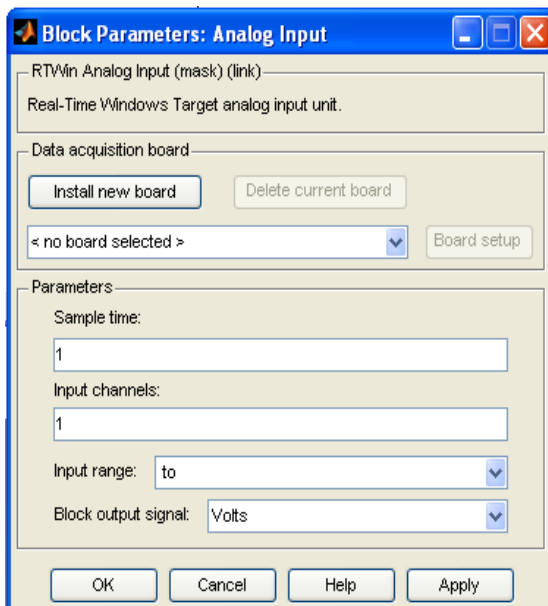 Block Parameters: Analog Input
RTWin Analog Input (mask) (link)
Real-Time Windows Target analog input unit.
Data acquisition board
Install new board
Delete current board
< no board selected >
Board setup
Parameters
Sample time:
1
Input channels:
1
Input range: to
Block output signal: Volts
OK Cancel Help Apply